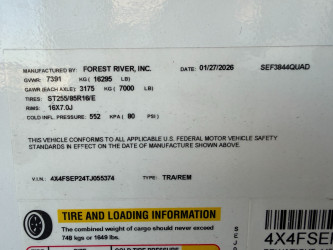 MANUFACTURED BY: FOREST RIVER, INC. DATE: 01/27/2026 SEF3844QUAD
GVWR: 7391 KG ( 16295 LB)
GAWR (EACH AXLE): 3175 KG ( 7000 LB)
TIRES: ST255/85R16/E
RIMS: 16X7.0J
COLD INFL. PRESSURE: 552 KPA ( 80 PSI)
THIS VEHICLE CONFORMS TO ALL APPLICABLE U.S. FEDERAL MOTOR VEHICLE SAFETY
STANDARDS IN EFFECT ON THE DATE OF MANUFACTURE SHOWN ABOVE.
V.I.N.: 4X4FSEP24TJ055374 TYPE: TRA/REM
TIRE AND LOADING INFORMATION
The combined weight of cargo should never exceed
748 kgs or 1649 lbs.
4X4FSE